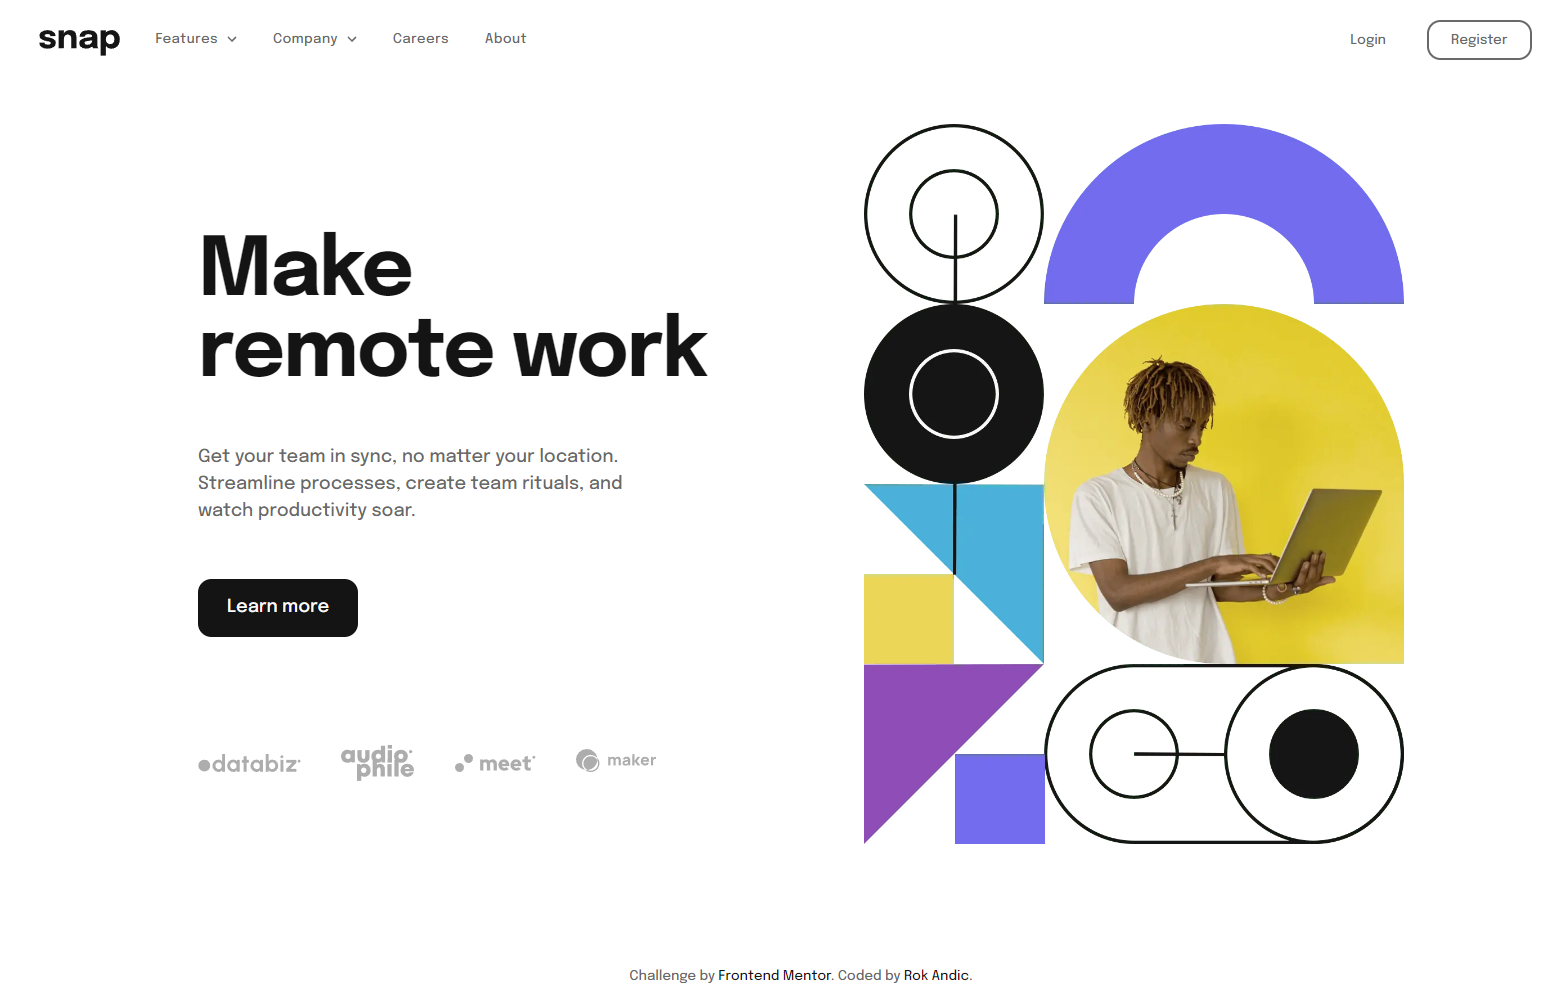 snap Features Company Careers About Login Register
Make
remote work
Get your team in sync, no matter your location.
Streamline processes, create team rituals, and
watch productivity soar.
Learn more
databiz audiophile meet maker
Challenge by Frontend Mentor. Coded by Rok Andic.